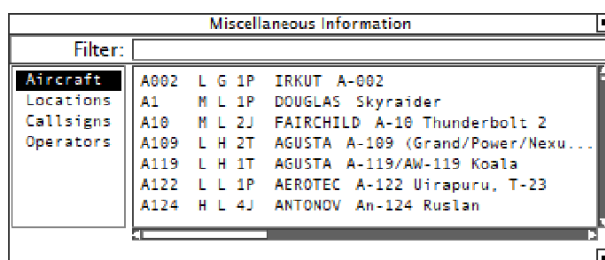 Miscellaneous Information
Filter:
Aircraft
Locations
Callsigns
Operators
A002 L G 1P IRKUT A-002
A1 M L 1P DOUGLAS Skyraider
A10 M L 2J FAIRCHILD A-10 Thunderbolt 2
A109 L H 2T AGUSTA A-109 (Grand/Power/Nexu...
A119 L H 1T AGUSTA A-119/AW-119 Koala
A122 L L 1P AEROTEC A-122 Uirapuru, T-23
A124 H L 4J ANTONOV An-124 Ruslan